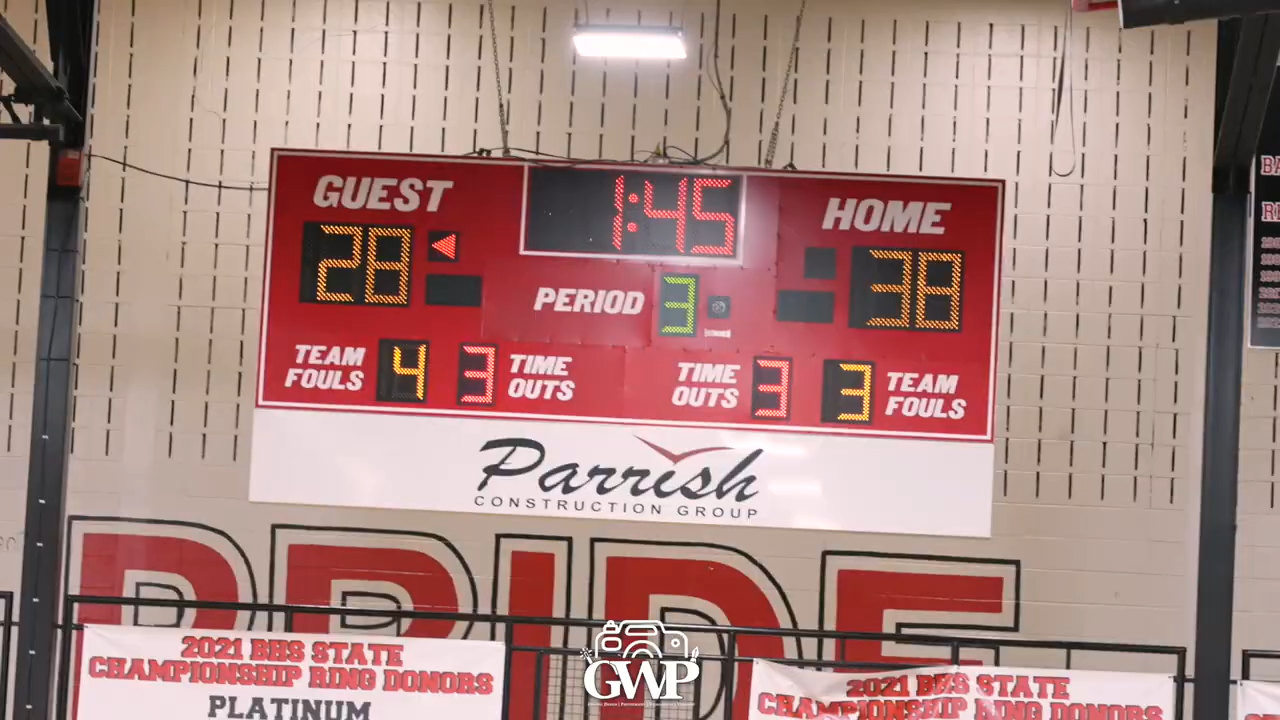 GUEST
1:45
HOME
28
38
PERIOD 3
TEAM FOULS 4
3 TIME OUTS
TIME OUTS 3
3 TEAM FOULS
Parrish
CONSTRUCTION GROUP
PRIDE
2021 BHS STATE
CHAMPIONSHIP RING DONORS
PLATINUM
2021 BHS STATE
CHAMPIONSHIP RING DONORS
GWP